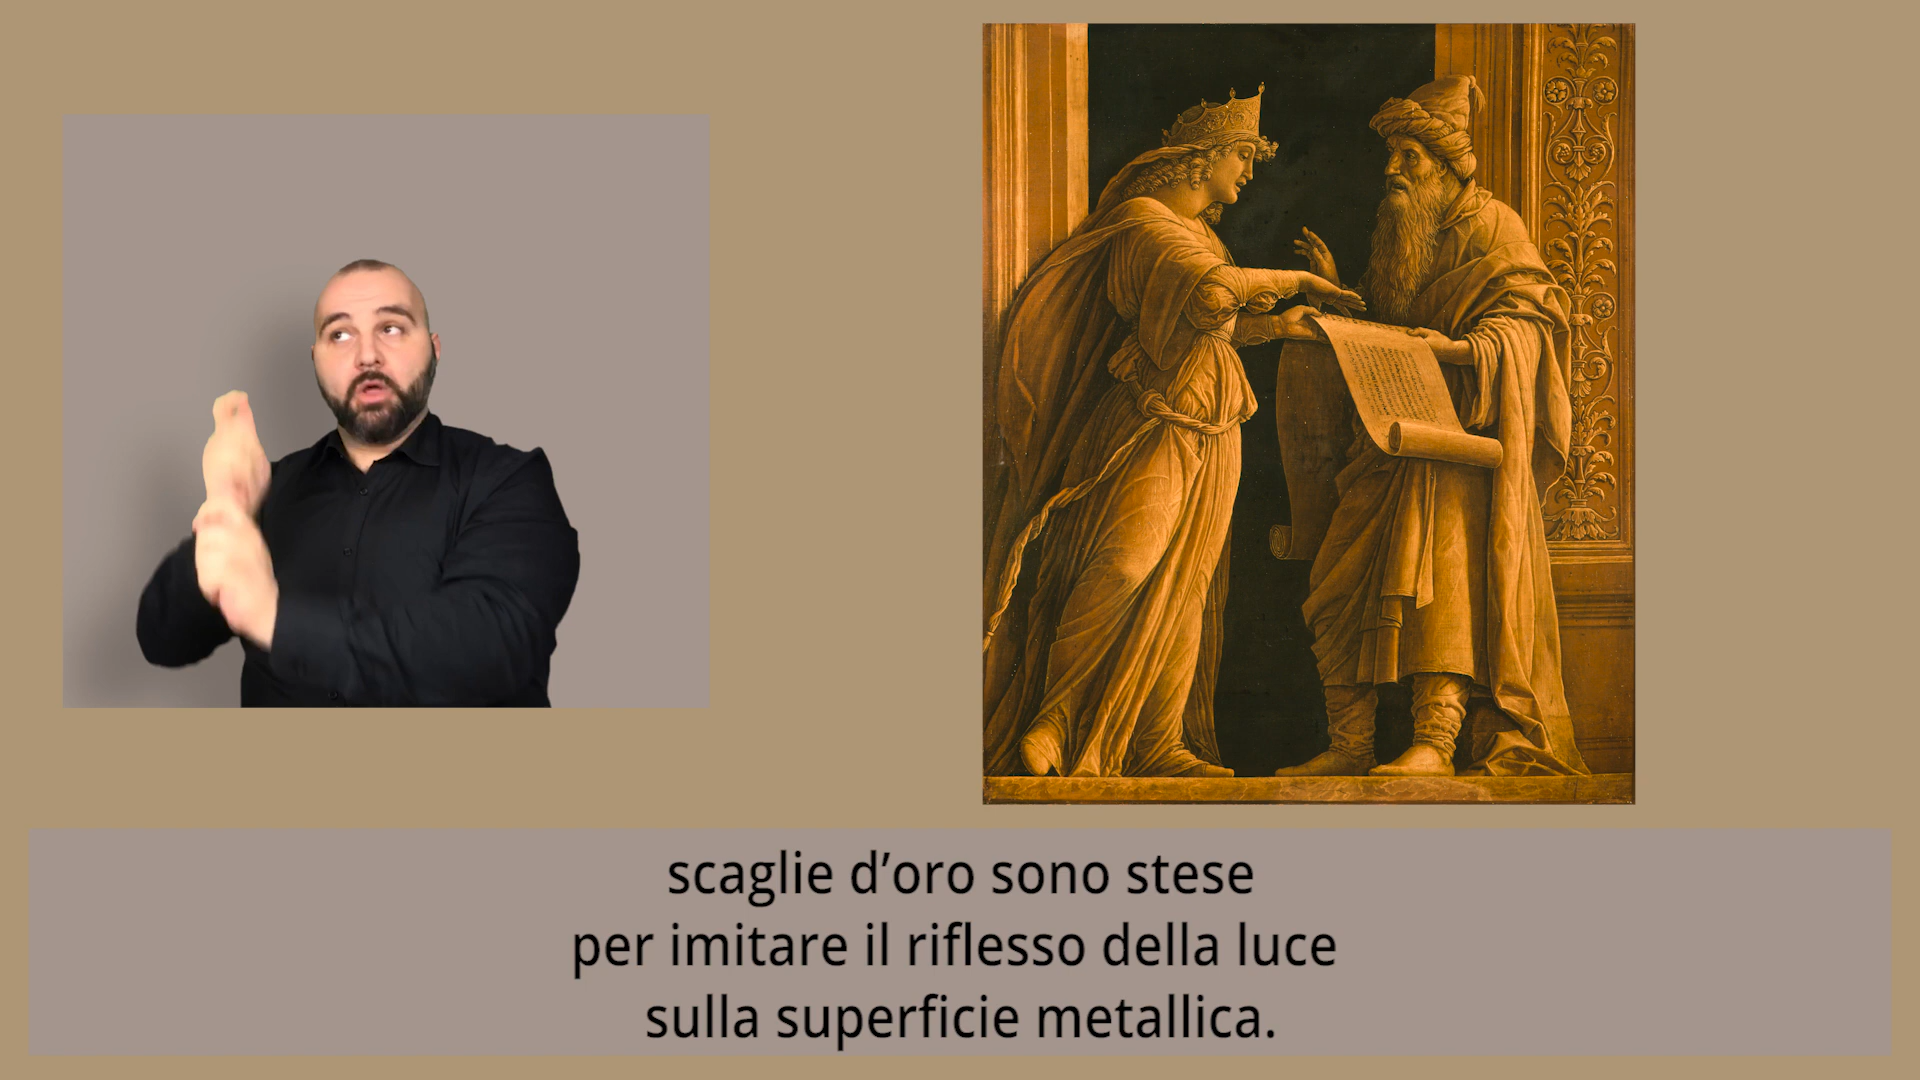 scaglie d’oro sono stese
per imitare il riflesso della luce
sulla superficie metallica.